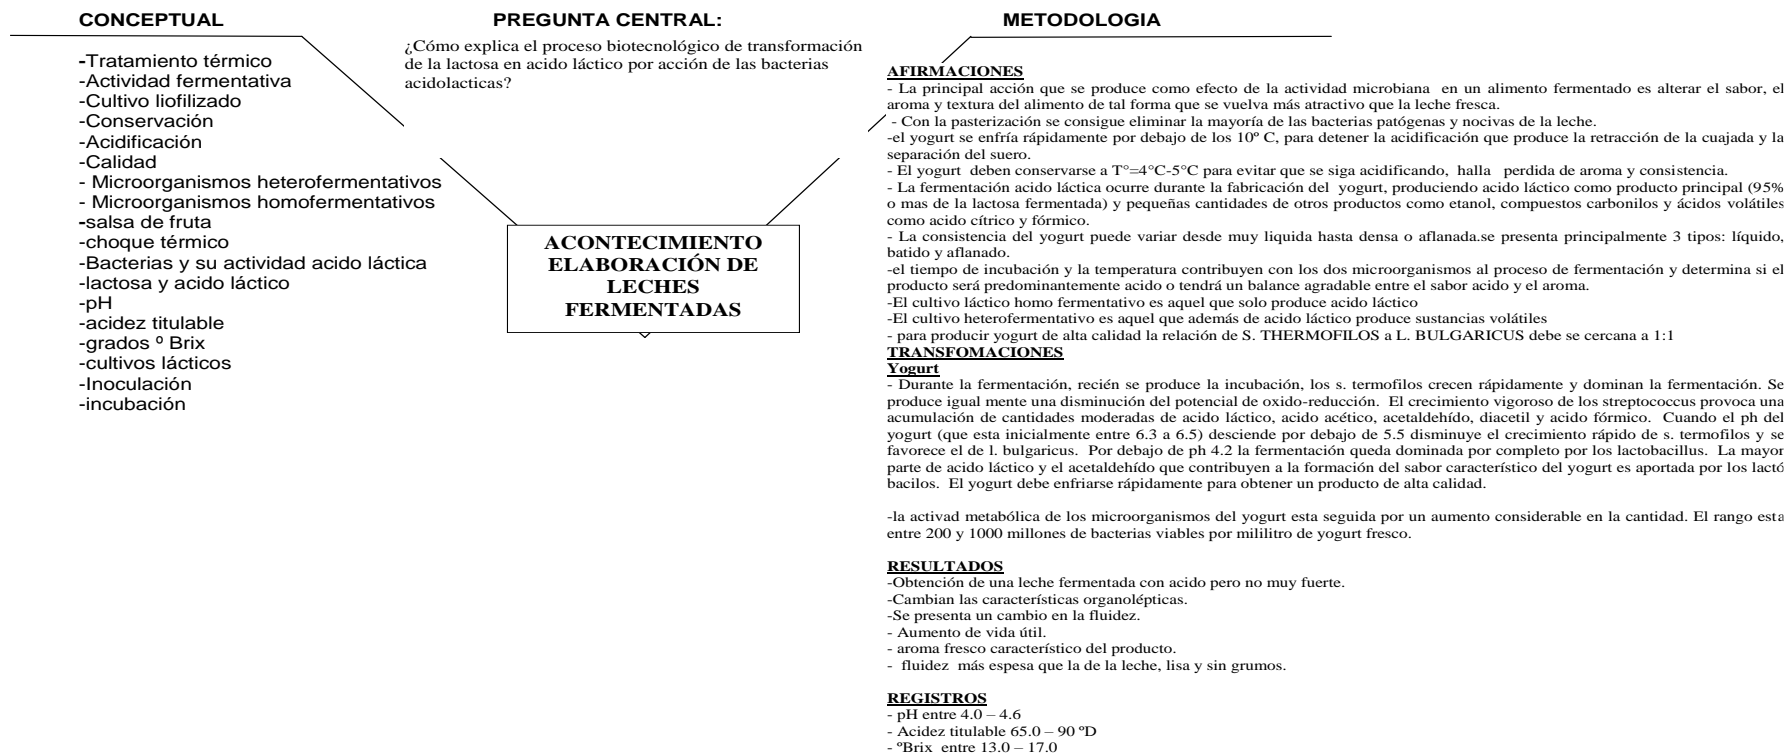 CONCEPTUAL
-Tratamiento térmico
-Actividad fermentativa
-Cultivo liofilizado
-Conservación
-Acidificación
-Calidad
- Microorganismos heterofermentativos
- Microorganismos homofermentativos
-salsa de fruta
-choque térmico
-Bacterias y su actividad acido láctica
-lactosa y acido láctico
-pH
-acidez titulable
-grados º Brix
-cultivos lácticos
-Inoculación
-incubación
PREGUNTA CENTRAL:
¿Cómo explica el proceso biotecnológico de transformación
de la lactosa en acido láctico por acción de las bacterias
acidolacticas?
ACONTECIMIENTO
ELABORACIÓN DE
LECHES
FERMENTADAS
METODOLOGIA
AFIRMACIONES
- La principal acción que se produce como efecto de la actividad microbiana en un alimento fermentado es alterar el sabor, el
aroma y textura del alimento de tal forma que se vuelva más atractivo que la leche fresca.
- Con la pasterización se consigue eliminar la mayoría de las bacterias patógenas y nocivas de la leche.
-el yogurt se enfría rápidamente por debajo de los 10º C, para detener la acidificación que produce la retracción de la cuajada y la
separación del suero.
- El yogurt deben conservarse a T°=4°C-5°C para evitar que se siga acidificando, halla perdida de aroma y consistencia.
- La fermentación acido láctica ocurre durante la fabricación del yogurt, produciendo acido láctico como producto principal (95%
o mas de la lactosa fermentada) y pequeñas cantidades de otros productos como etanol, compuestos carbonilos y ácidos volátiles
como acido cítrico y fórmico.
- La consistencia del yogurt puede variar desde muy liquida hasta densa o aflanada.se presenta principalmente 3 tipos: líquido,
batido y aflanado.
-el tiempo de incubación y la temperatura contribuyen con los dos microorganismos al proceso de fermentación y determina si el
producto será predominantemente acido o tendrá un balance agradable entre el sabor acido y el aroma.
-El cultivo láctico homo fermentativo es aquel que solo produce acido láctico
-El cultivo heterofermentativo es aquel que además de acido láctico produce sustancias volátiles
- para producir yogurt de alta calidad la relación de S. THERMOFILOS a L. BULGARICUS debe se cercana a 1:1
TRANSFOMACIONES
Yogurt
- Durante la fermentación, recién se produce la incubación, los s. termofilos crecen rápidamente y dominan la fermentación. Se
produce igual mente una disminución del potencial de oxido-reducción. El crecimiento vigoroso de los streptococcus provoca una
acumulación de cantidades moderadas de acido láctico, acido acético, acetaldehído, diacetil y acido fórmico. Cuando el ph del
yogurt (que esta inicialmente entre 6.3 a 6.5) desciende por debajo de 5.5 disminuye el crecimiento rápido de s. termofilos y se
favorece el de l. bulgaricus. Por debajo de ph 4.2 la fermentación queda dominada por completo por los lactobacillus. La mayor
parte de acido láctico y el acetaldehído que contribuyen a la formación del sabor característico del yogurt es aportada por los lactó
bacilos. El yogurt debe enfriarse rápidamente para obtener un producto de alta calidad.
-la activad metabólica de los microorganismos del yogurt esta seguida por un aumento considerable en la cantidad. El rango esta
entre 200 y 1000 millones de bacterias viables por mililitro de yogurt fresco.
RESULTADOS
-Obtención de una leche fermentada con acido pero no muy fuerte.
-Cambian las características organolépticas.
-Se presenta un cambio en la fluidez.
- Aumento de vida útil.
- aroma fresco característico del producto.
- fluidez más espesa que la de la leche, lisa y sin grumos.
REGISTROS
- pH entre 4.0 – 4.6
- Acidez titulable 65.0 – 90 ºD
- ºBrix entre 13.0 – 17.0